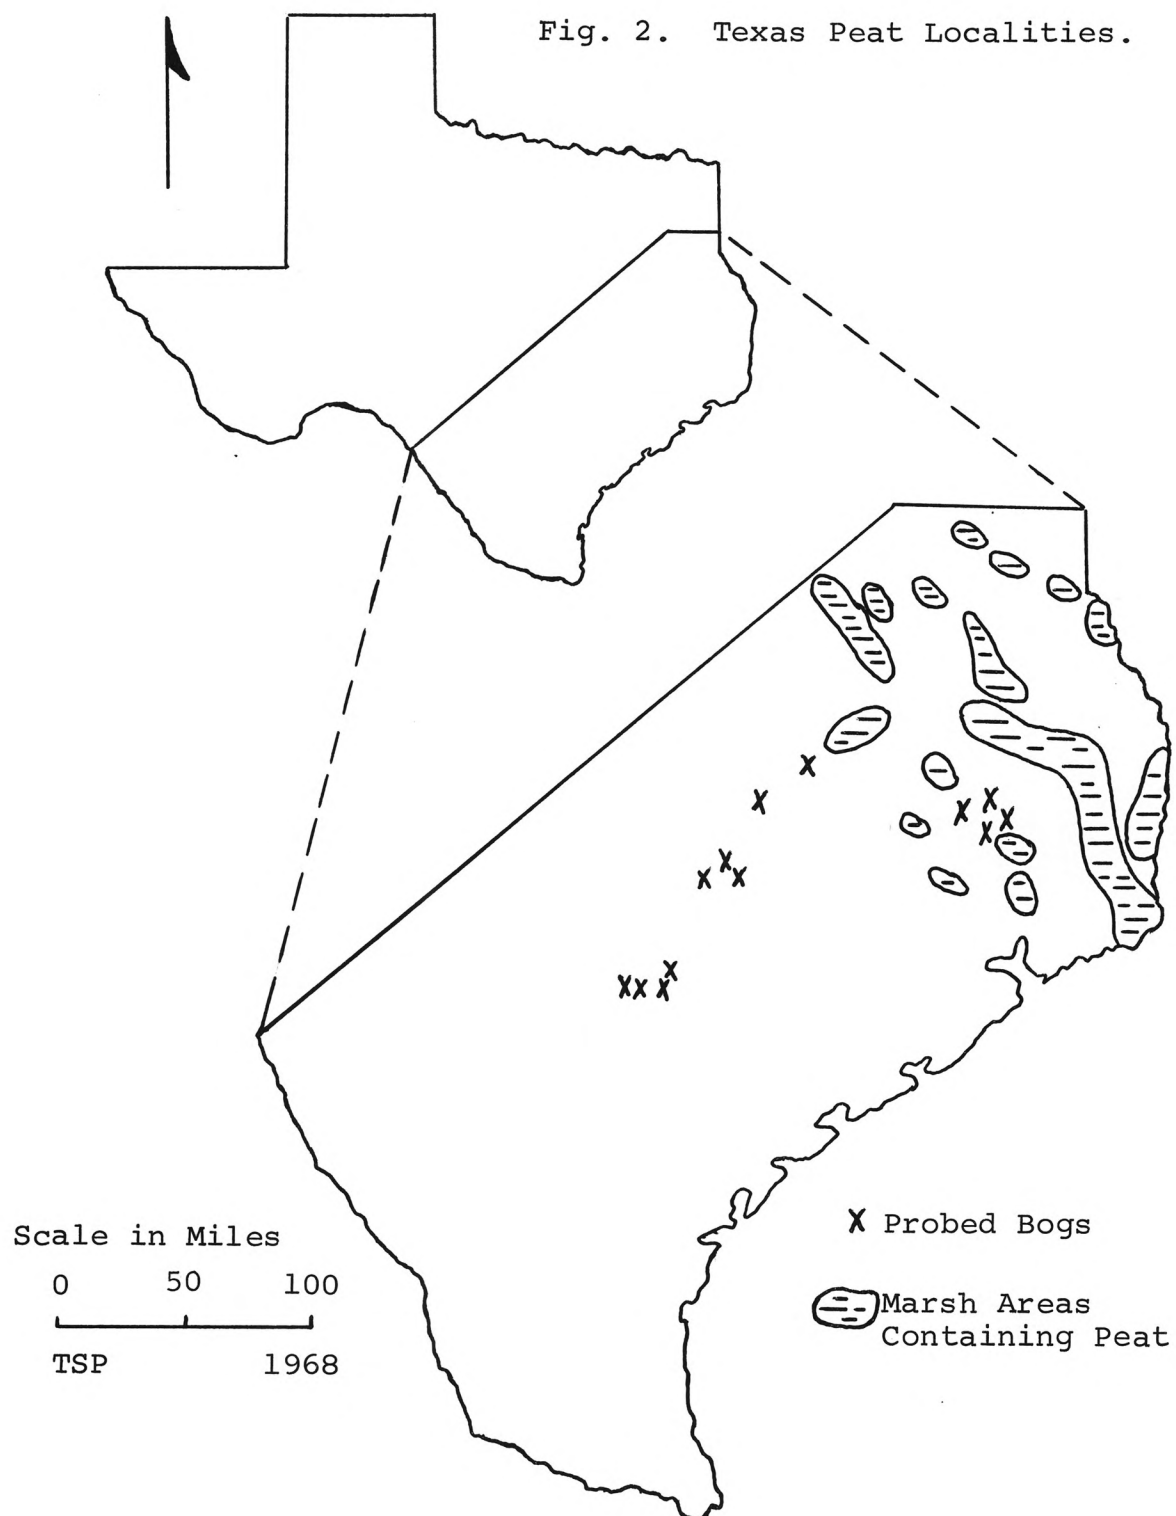 Fig. 2. Texas Peat Localities.
X Probed Bogs
Scale in Miles
0 50 100
TSP 1968
Marsh Areas
Containing Peat